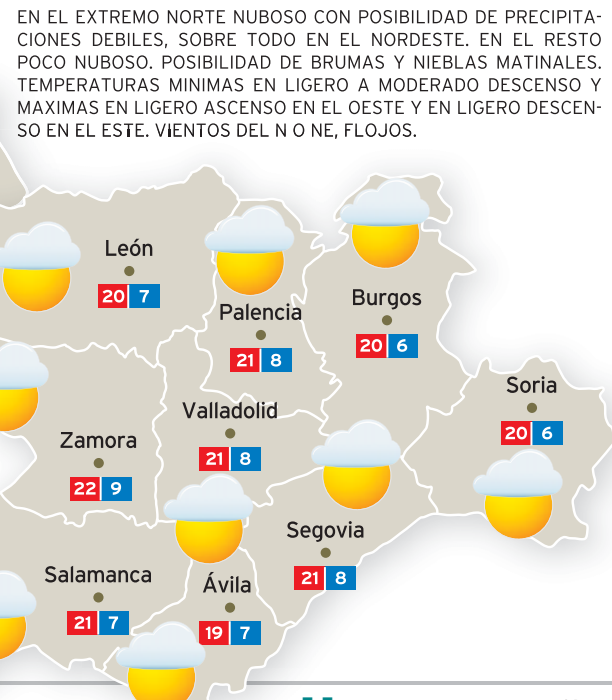 EN EL EXTREMO NORTE NUBOSO CON POSIBILIDAD DE PRECIPITA-
CIONES DEBILES, SOBRE TODO EN EL NORDESTE. EN EL RESTO
POCO NUBOSO. POSIBILIDAD DE BRUMAS Y NIEBLAS MATINALES.
TEMPERATURAS MINIMAS EN LIGERO A MODERADO DESCENSO Y
MAXIMAS EN LIGERO ASCENSO EN EL OESTE Y EN LIGERO DESCEN-
SO EN EL ESTE. VIENTOS DEL N O NE, FLOJOS.
León
20 7
Palencia
21 8
Burgos
20 6
Soria
20 6
Valladolid
21 8
Zamora
22 9
Segovia
21 8
Salamanca
21 7
Ávila
19 7